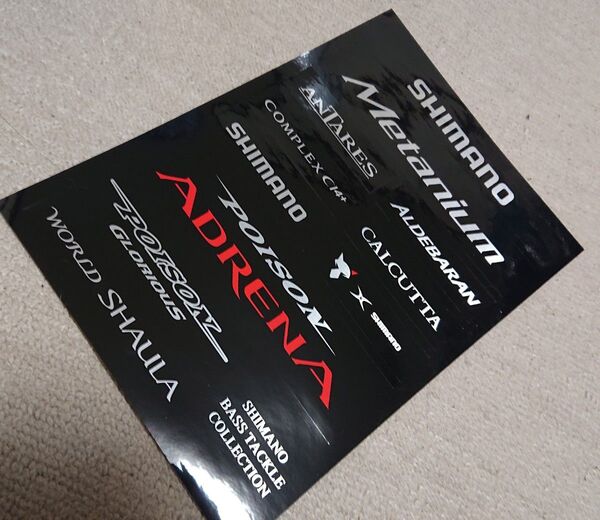 SHIMANO
Metanium
ANTARES
COMPLEX CI4+
ALDEBARAN
CALCUTTA
X
SHIMANO
SHIMANO
POISON
ADRENA
POISON
GLORIOUS
WORLD SHAULA
SHIMANO
BASS TACKLE
COLLECTION